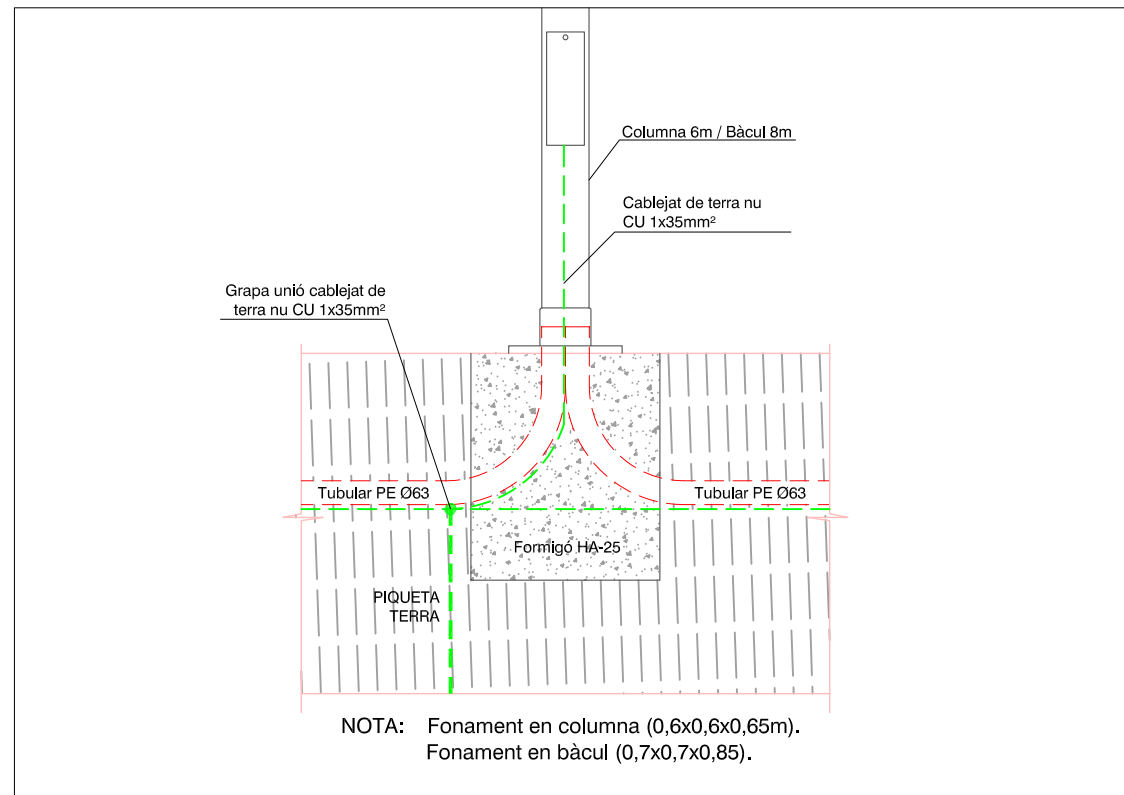 Columna 6m / Bàcul 8m
Cablejat de terra nu
CU 1x35mm²
Grapa unió cablejat de
terra nu CU 1x35mm²
Tubular PE Ø63
Tubular PE Ø63
Formigó HA-25
PIQUETA
TERRA
NOTA: Fonament en columna (0,6x0,6x0,65m).
Fonament en bàcul (0,7x0,7x0,85).